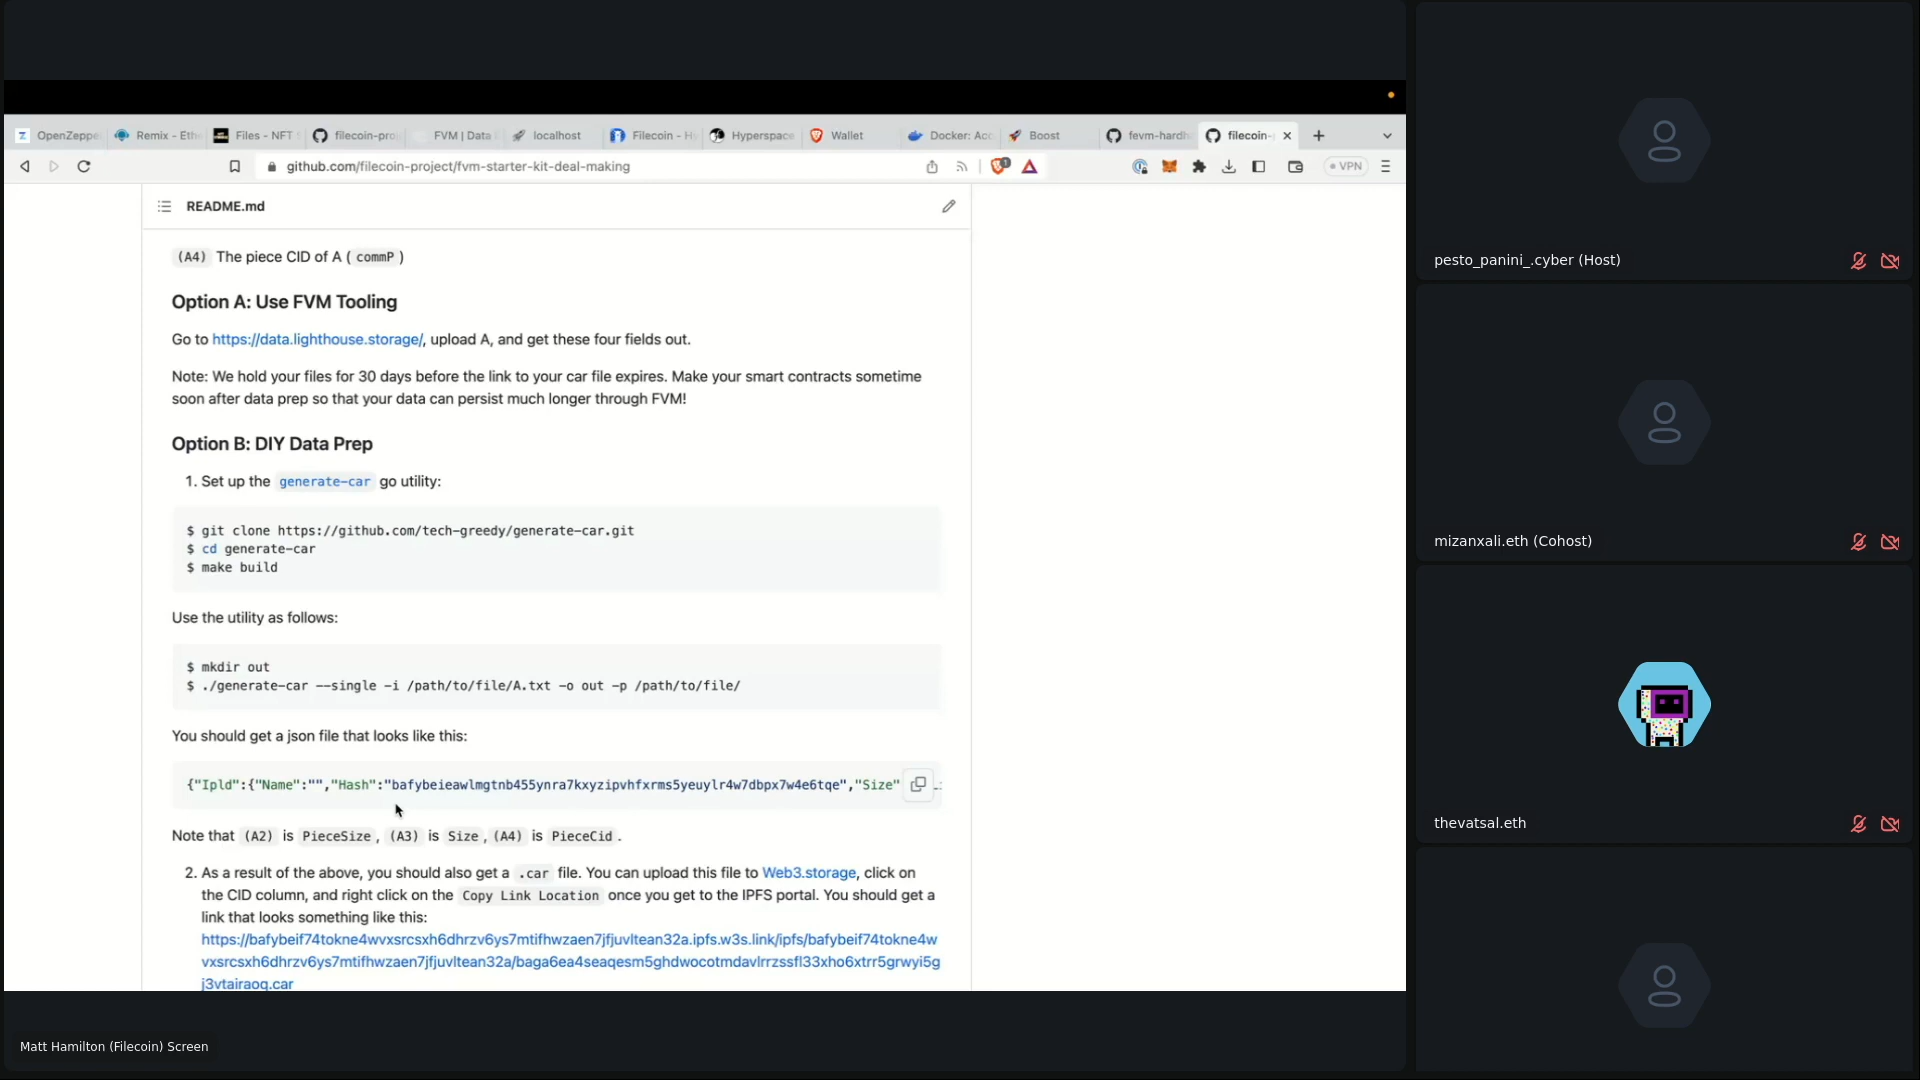 OpenZeppe
Remix - Eth
Files - NFT S
filecoin-proj
FVM | Data
localhost
Filecoin - Hy
Hyperspace
Wallet
Docker: Acc
Boost
fevm-hardh
filecoin-
github.com/filecoin-project/fvm-starter-kit-deal-making
1
VPN
README.md
(A4) The piece CID of A ( commP )
Option A: Use FVM Tooling
Go to https://data.lighthouse.storage/, upload A, and get these four fields out.
Note: We hold your files for 30 days before the link to your car file expires. Make your smart contracts sometime
soon after data prep so that your data can persist much longer through FVM!
Option B: DIY Data Prep
1. Set up the generate-car go utility:
$ git clone https://github.com/tech-greedy/generate-car.git
$ cd generate-car
$ make build
Use the utility as follows:
$ mkdir out
$ ./generate-car --single -i /path/to/file/A.txt -o out -p /path/to/file/
You should get a json file that looks like this:
{"Ipld":{"Name":"","Hash":"bafybeieawlmgtnb455ynra7kxyzipvhfxrms5yeuylr4w7dbpx7w4e6tqe","Size"
Note that (A2) is PieceSize , (A3) is Size , (A4) is PieceCid .
2. As a result of the above, you should also get a .car file. You can upload this file to Web3.storage, click on
the CID column, and right click on the Copy Link Location once you get to the IPFS portal. You should get a
link that looks something like this:
https://bafybeif74tokne4wvxsrcsxh6dhrzv6ys7mtifhwzaen7jfjuvltean32a.ipfs.w3s.link/ipfs/bafybeif74tokne4w
vxsrcsxh6dhrzv6ys7mtifhwzaen7jfjuvltean32a/baga6ea4seaqesm5ghdwocotmdavlrrzssfl33xho6xtrr5grwyi5g
j3vtairaoq.car
Matt Hamilton (Filecoin) Screen
pesto_panini_.cyber (Host)
mizanxali.eth (Cohost)
thevatsal.eth